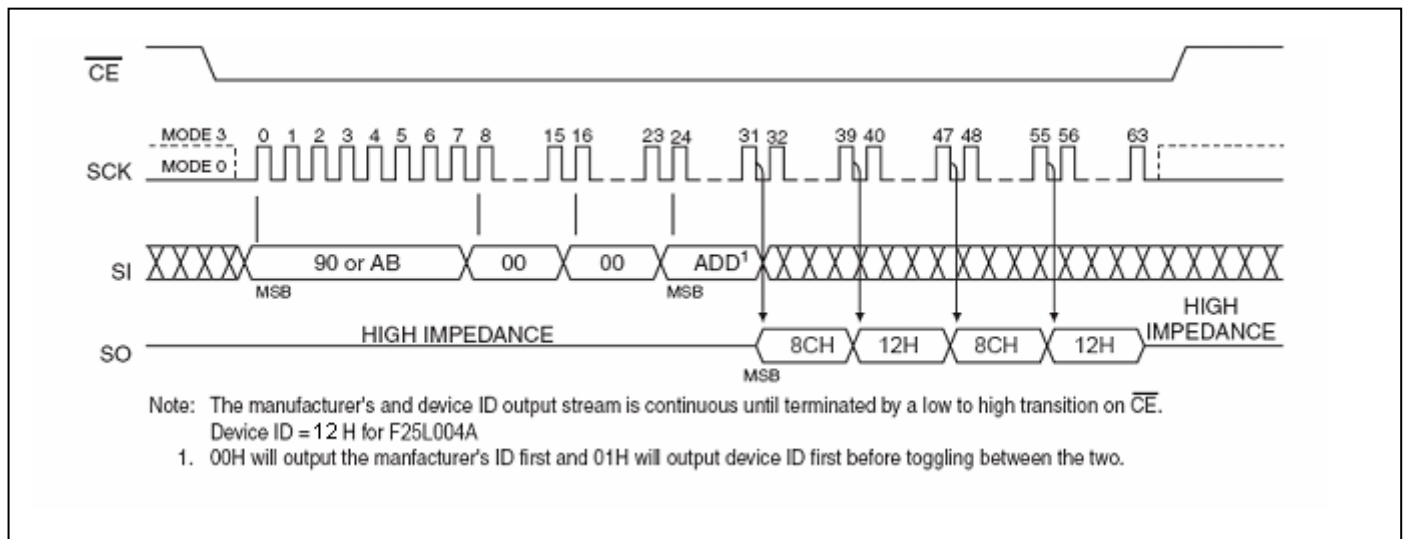 CE
MODE 3 0 1 2 3 4 5 6 7 8 15 16 23 24 31 32 39 40 47 48 55 56 63
SCK MODE 0
SI 90 or AB 00 00 ADD1
MSB MSB
HIGH IMPEDANCE HIGH IMPEDANCE
SO 8CH 12H 8CH 12H
MSB
Note: The manufacturer's and device ID output stream is continuous until terminated by a low to high transition on CE.
Device ID = 12 H for F25L004A
1. 00H will output the manfacturer's ID first and 01H will output device ID first before toggling between the two.